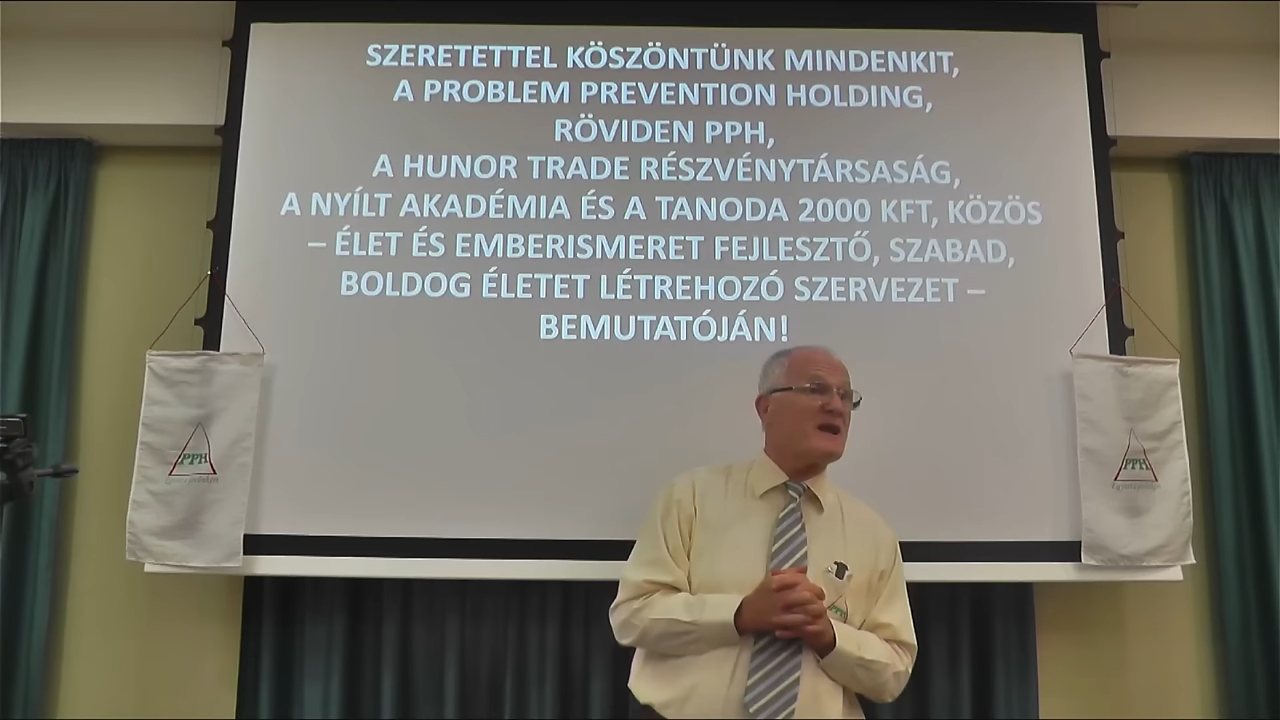 SZERETETTEL KÖSZÖNTÜNK MINDENKIT,
A PROBLEM PREVENTION HOLDING,
RÖVIDEN PPH,
A HUNOR TRADE RÉSZVÉNYTÁRSASÁG,
A NYÍLT AKADÉMIA ÉS A TANODA 2000 KFT, KÖZÖS
– ÉLET ÉS EMBERISMERET FEJLESZTŐ, SZABAD,
BOLDOG ÉLETET LÉTREHOZÓ SZERVEZET –
BEMUTATÓJÁN!
PPH
PPH
PPH